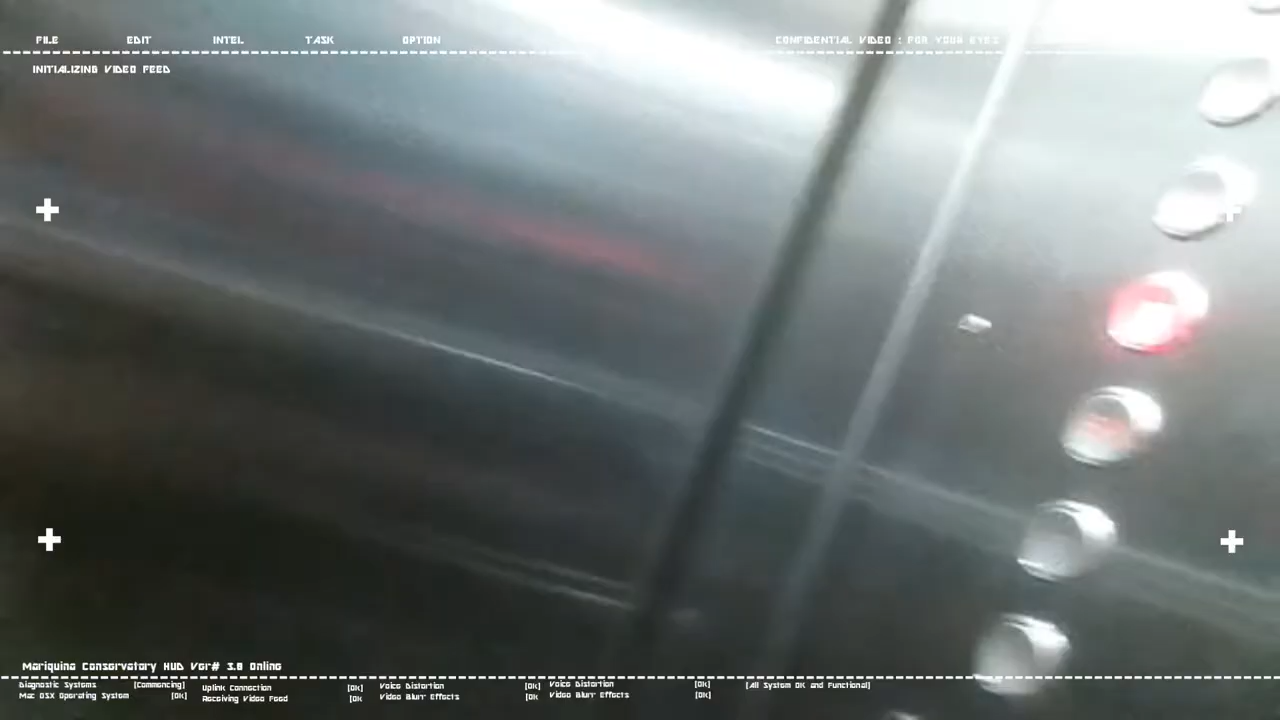 FILE EDIT INTEL TASK OPTION CONFIDENTIAL VIDEO : FOR YOUR EYES
INITIALIZING VIDEO FEED
Mariquina Conservatory HUD Ver# 3.0 Online
Diagnostic Systems [Commencing] Uplink Connection [OK] Voice Distortion [OK] Voice Distortion [OK] [All System OK and Functional]
Mac OSX Operating System [OK] Receiving Video Feed [OK Video Blurr Effects [OK Video Blurr Effects [OK]